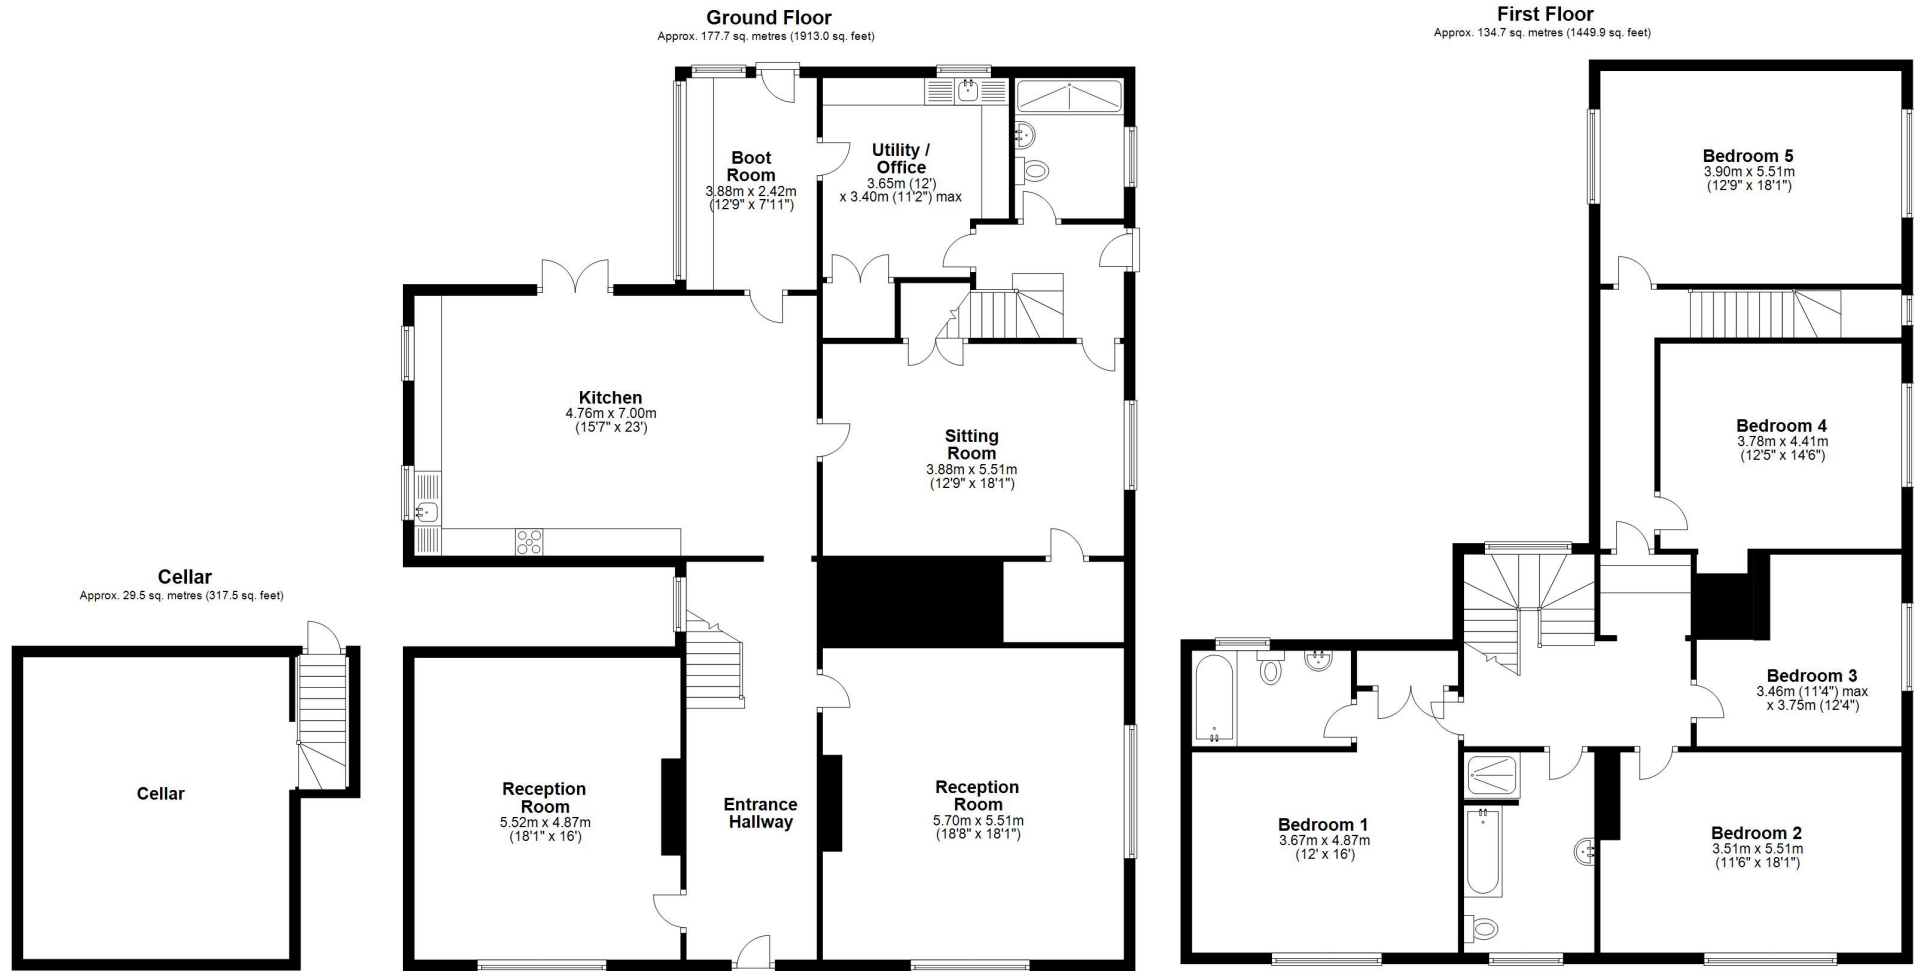 Ground Floor
Approx. 177.7 sq. metres (1913.0 sq. feet)
Boot
Room
3.88m x 2.42m
(12'9" x 7'11")
Utility /
Office
3.65m (12')
x 3.40m (11'2") max
Kitchen
4.76m x 7.00m
(15'7" x 23')
Sitting
Room
3.88m x 5.51m
(12'9" x 18'1")
Reception
Room
5.52m x 4.87m
(18'1" x 16')
Entrance
Hallway
Reception
Room
5.70m x 5.51m
(18'8" x 18'1")
Cellar
Approx. 29.5 sq. metres (317.5 sq. feet)
Cellar
First Floor
Approx. 134.7 sq. metres (1449.9 sq. feet)
Bedroom 5
3.90m x 5.51m
(12'9" x 18'1")
Bedroom 4
3.78m x 4.41m
(12'5" x 14'6")
Bedroom 3
3.46m (11'4") max
x 3.75m (12'4")
Bedroom 1
3.67m x 4.87m
(12' x 16')
Bedroom 2
3.51m x 5.51m
(11'6" x 18'1")